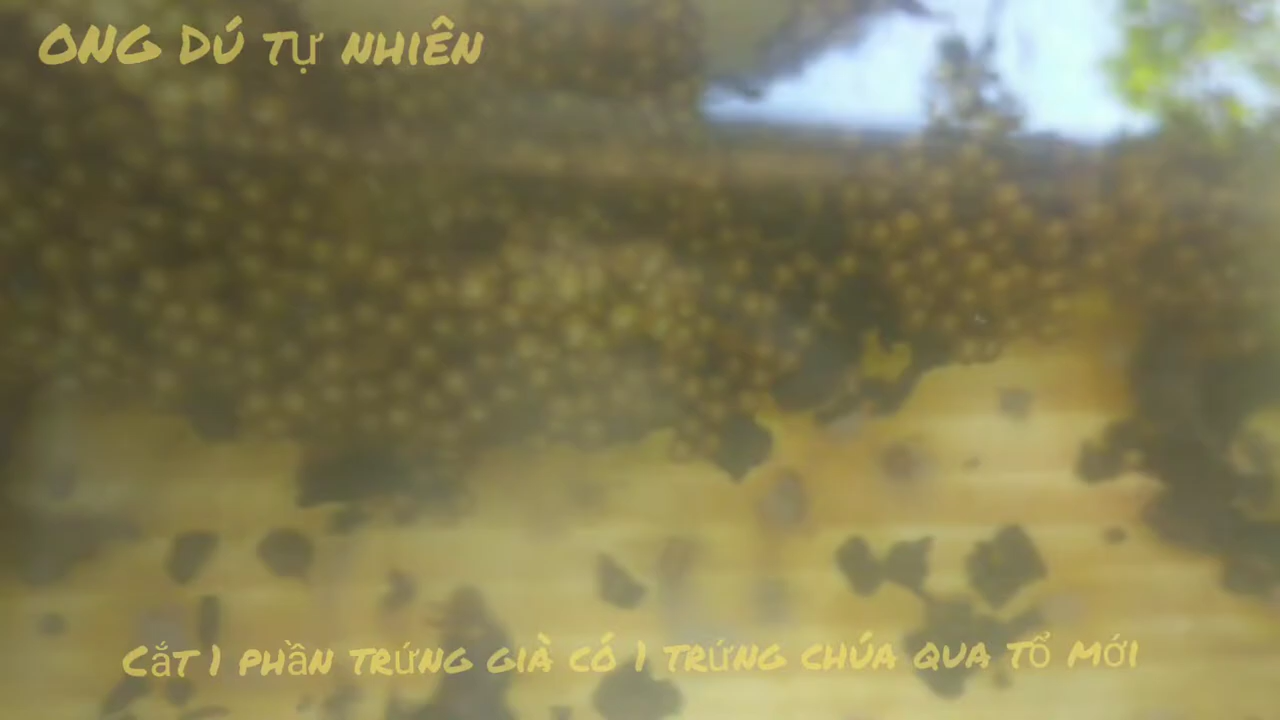 ONG DÚ Tự NHIÊN
Cắt 1 PHẦN TRỨNG GIÀ CÓ 1 TRỨNG CHÚA QUA TỔ MỚI